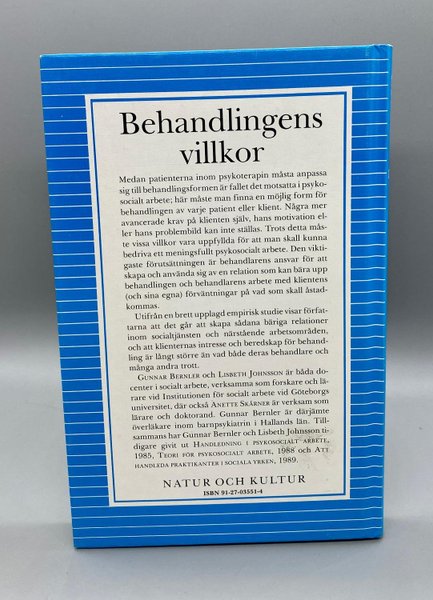 Behandlingens
villkor
Medan patienterna inom psykoterapin måsta anpassa
sig till behandlingsformen är fallet det motsatta i psyko-
socialt arbete; här måste man finna en möjlig form för
behandlingen av varje patient eller klient. Några mer
avancerade krav på klienten själv, hans motivation el-
ler hans problembild kan inte ställas. Trots detta mås-
te vissa villkor vara uppfyllda för att man skall kunna
bedriva ett meningsfullt psykosocialt arbete. Den vikti-
gaste förutsättningen är behandlarens ansvar för att
skapa och använda sig av en relation som kan bära upp
behandlingen och behandlarens arbete med klientens
(och sina egna) förväntningar på vad som skall åstad-
kommas.
Utifrån en brett upplagd empirisk studie visar förfat-
tarna att det går att skapa sådana bäriga relationer
inom socialtjänsten och närstående arbetsområden,
och att klienternas intresse och beredskap för behand-
ling är långt större än vad både deras behandlare och
många andra trott.
GUNNAR BERNLER och LISBETH JOHNSSON är båda do-
center i socialt arbete, verksamma som forskare och lä-
rare vid Institutionen för socialt arbete vid Göteborgs
universitet, där också ANETTE SKÅRNER är verksam som
lärare och doktorand. Gunnar Bernler är därjämte
överläkare inom barnpsykiatrin i Hallands län. Till-
sammans har Gunnar Bernler och Lisbeth Johnsson ti-
digare givit ut HANDLEDNING I PSYKOSOCIALT ARBETE,
1985, TEORI FÖR PSYKOSOCIALT ARBETE, 1988 och ATT
HANDLEDA PRAKTIKANTER I SOCIALA YRKEN, 1989.
NATUR OCH KULTUR
ISBN 91-27-03551-4